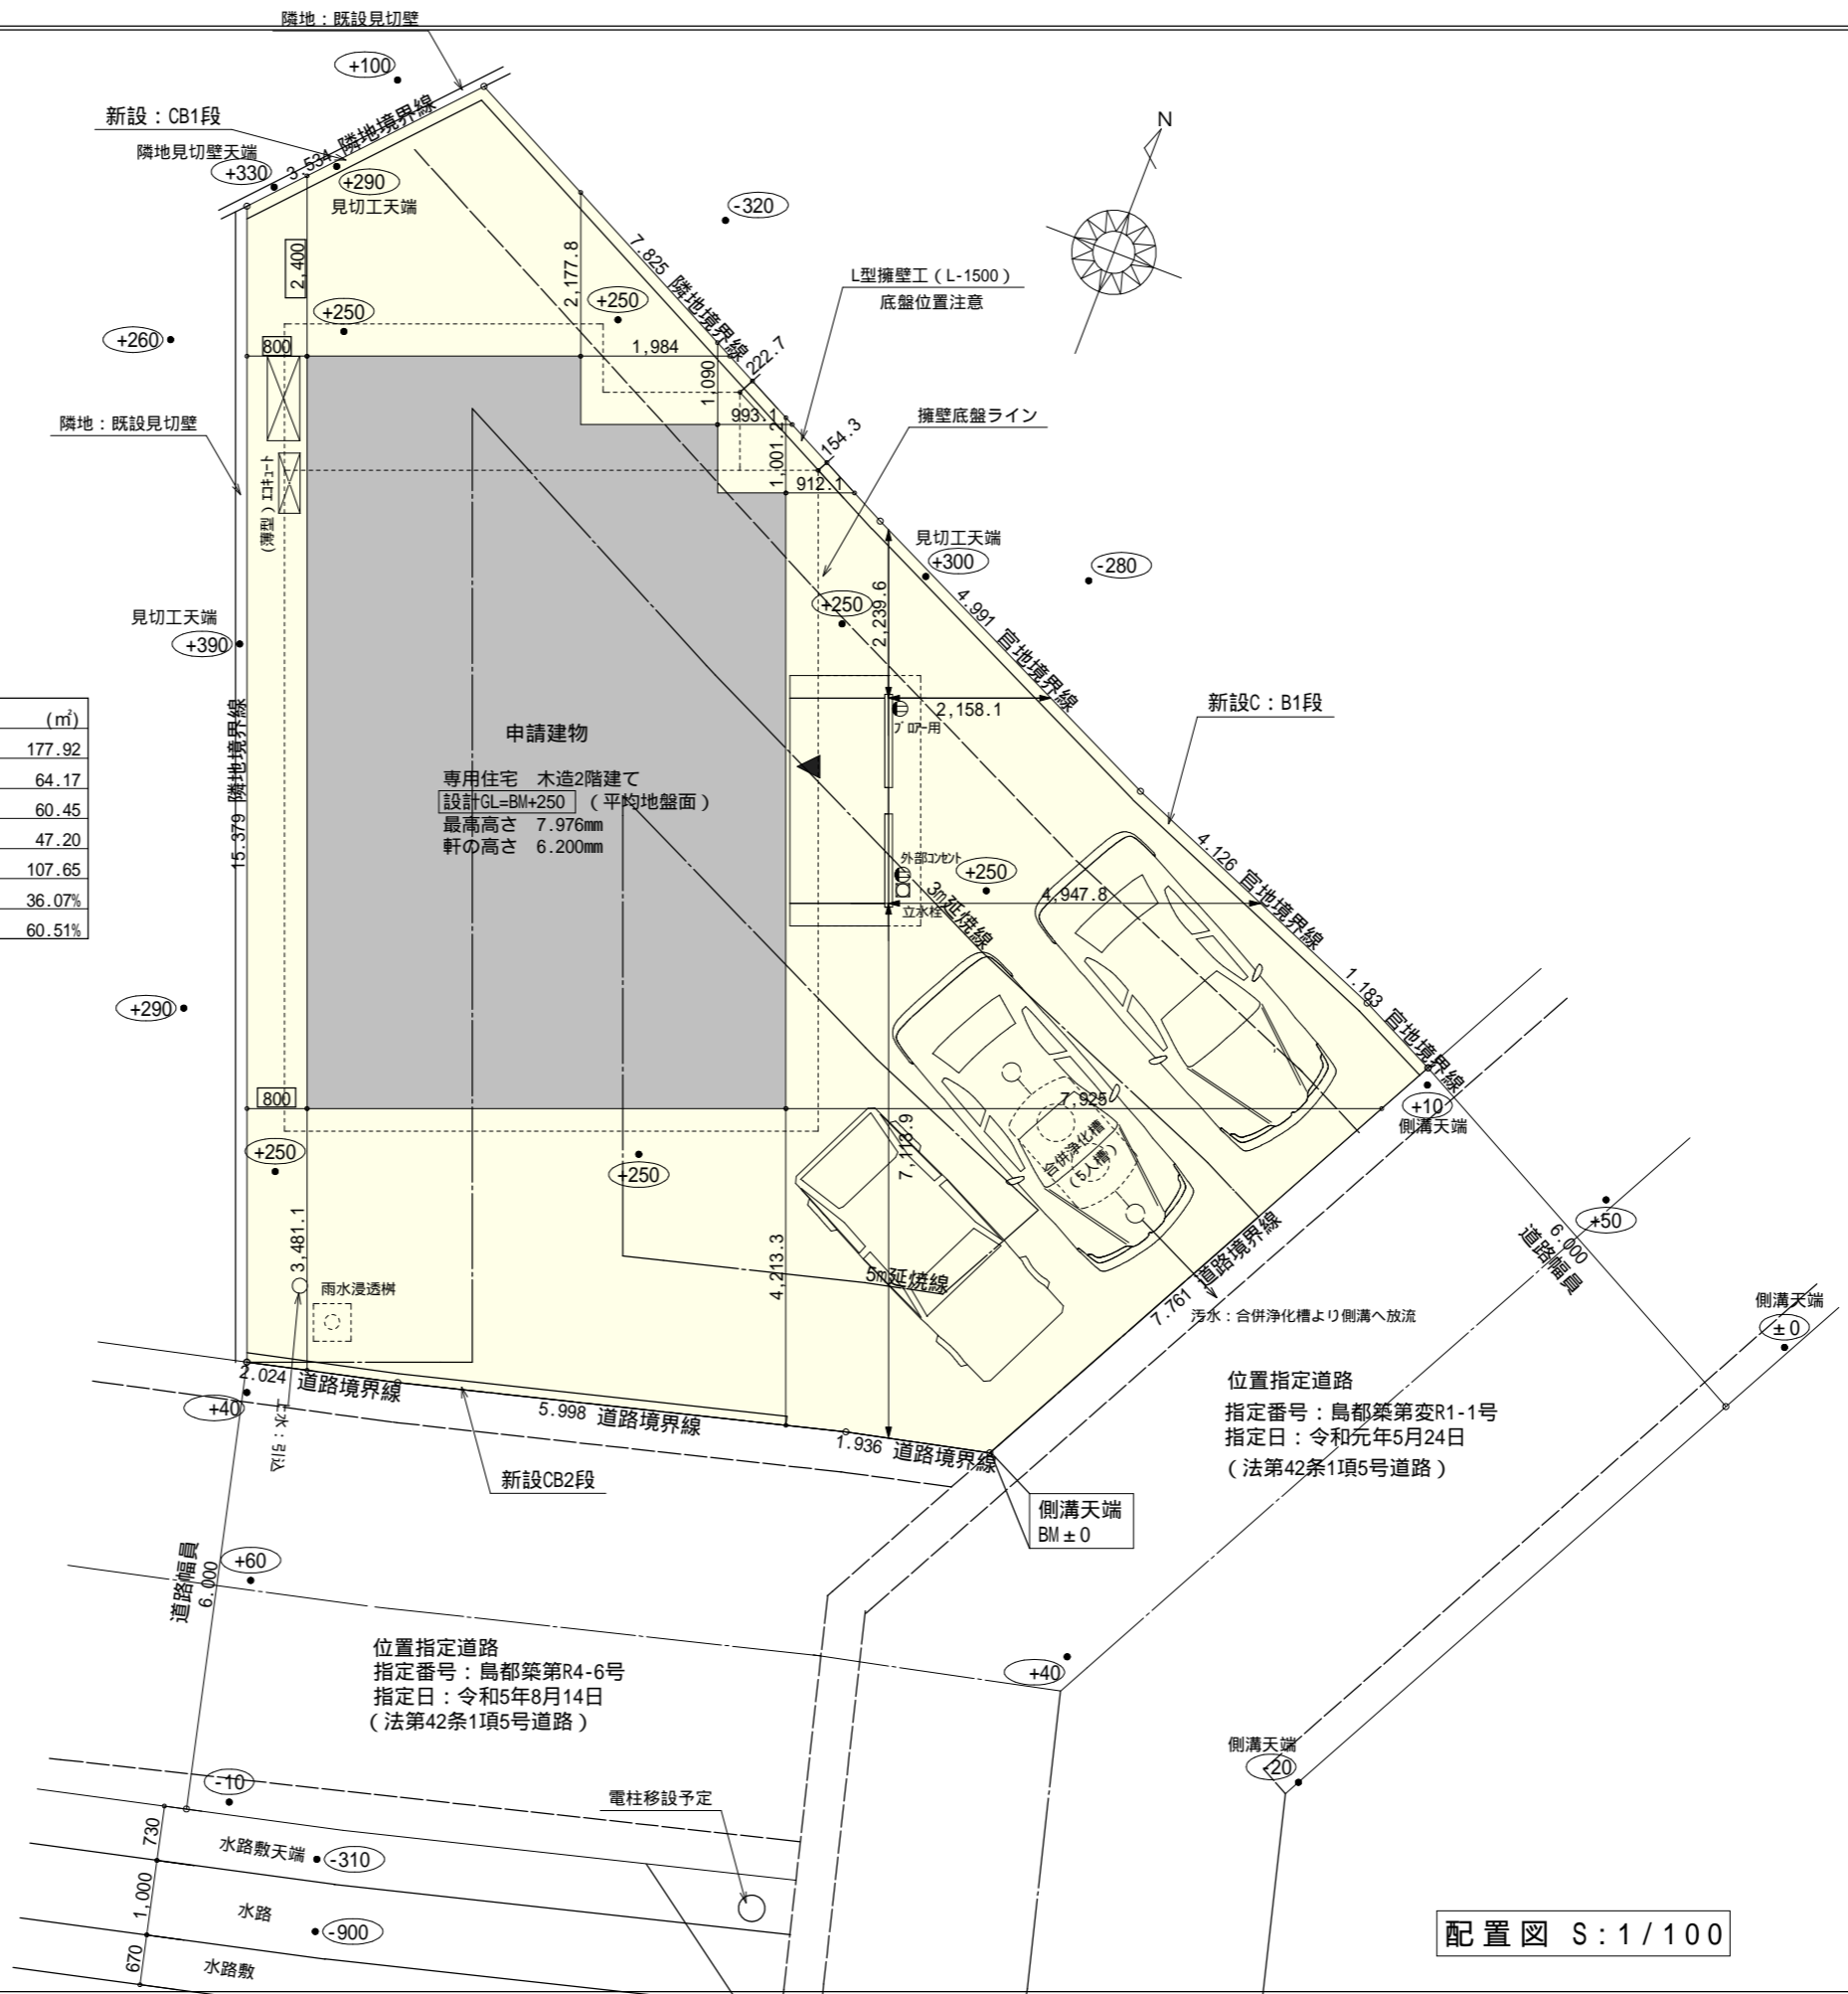 隣地：既設見切壁
+100
新設：CB1段
隣地見切壁天端
+330
3.534 隣地境界線
+290
見切工天端
N
-320
2,400
2,177.8
7.825 隣地境界線
L型擁壁工（L-1500）
底盤位置注意
+250
+250
+260
800
1,984
222.7
1,090
隣地：既設見切壁
993.1
154.3
擁壁底盤ライン
1,001.2
912.1
(薄型) エコキュート
見切工天端
+300
-280
見切工天端
+390
+250
2,239.6
4.991 官地境界線
新設C：B1段
2,158.1
ブロアー用
(㎡)
177.92
64.17
60.45
47.20
107.65
36.07%
60.51%
15.379 隣地境界線
申請建物
専用住宅　木造2階建て
設計GL=BM+250 （平均地盤面）
最高高さ　7.976mm
軒の高さ　6.200mm
外部コンセント
立水栓
+250
3m延焼線
4,947.8
4.126 官地境界線
1.183 官地境界線
+290
800
7,925
+10
側溝天端
合併浄化槽
（5人槽）
+250
+250
7,113.9
3,481.1
4,213.3
雨水浸透桝
5m延焼線
7.761 道路境界線
汚水：合併浄化槽より側溝へ放流
+50
6.000
道路幅員
側溝天端
±0
2.024 道路境界線
+40
上水：引込
5.998 道路境界線
1.936 道路境界線
新設CB2段
側溝天端
BM±0
位置指定道路
指定番号：島都築第変R1-1号
指定日：令和元年5月24日
（法第42条1項5号道路）
+60
道路幅員
6.000
位置指定道路
指定番号：島都築第R4-6号
指定日：令和5年8月14日
（法第42条1項5号道路）
+40
側溝天端
-20
-10
電柱移設予定
730
水路敷天端
-310
1,000
水路
-900
670
水路敷
配置図 S:1/100